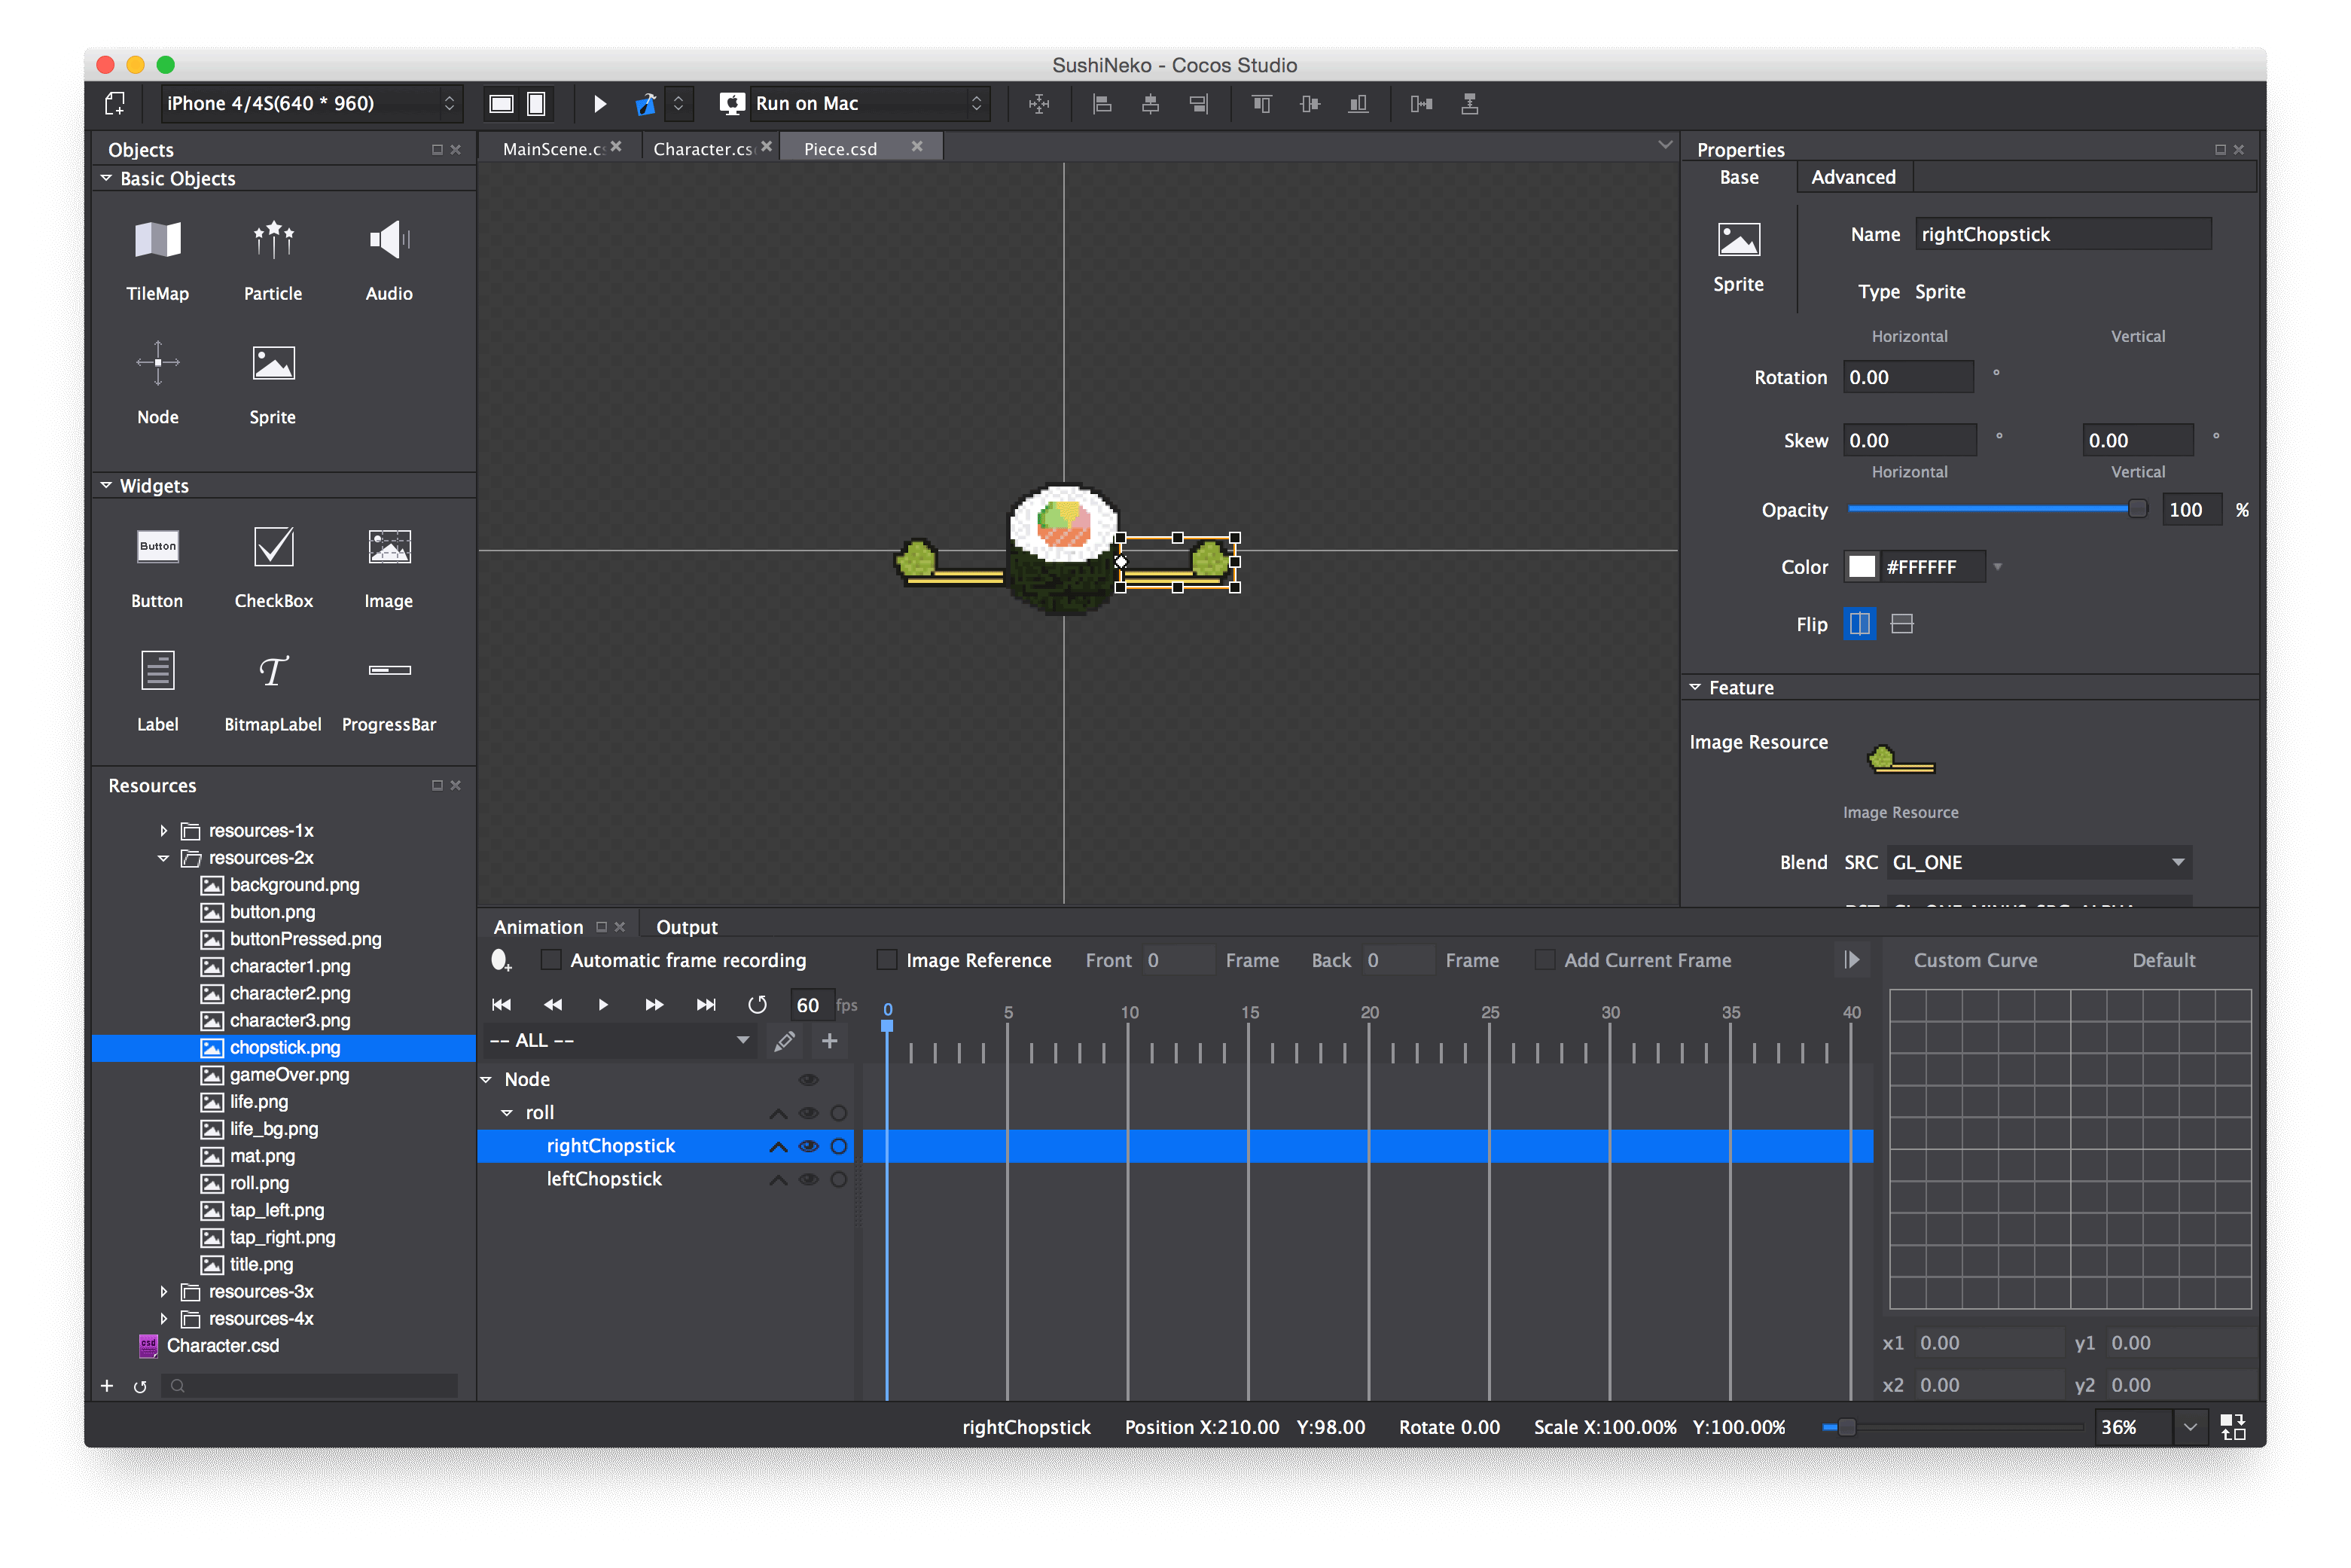 SushiNeko - Cocos Studio
iPhone 4/4S(640 * 960)
Run on Mac
Objects
Basic Objects
TileMap
Particle
Audio
Node
Sprite
Widgets
Button
Button
CheckBox
Image
Label
BitmapLabel
ProgressBar
Resources
resources-1x
resources-2x
background.png
button.png
buttonPressed.png
character1.png
character2.png
character3.png
chopstick.png
gameOver.png
life.png
life_bg.png
mat.png
roll.png
tap_left.png
tap_right.png
title.png
resources-3x
resources-4x
csd
Character.csd
MainScene.c
Character.cs
Piece.csd
Properties
Base
Advanced
Sprite
Name
rightChopstick
Type Sprite
Horizontal Vertical
Rotation 0.00 °
Skew 0.00 ° 0.00 °
Horizontal Vertical
Opacity 100 %
Color #FFFFFF
Flip
Feature
Image Resource
Image Resource
Blend SRC GL_ONE
Animation
Output
Automatic frame recording
Image Reference
Front 0 Frame
Back 0 Frame
Add Current Frame
Custom Curve
Default
60 fps
0 5 10 15 20 25 30 35 40
-- ALL --
Node
roll
rightChopstick
leftChopstick
x1 0.00 y1 0.00
x2 0.00 y2 0.00
rightChopstick Position X:210.00 Y:98.00 Rotate 0.00 Scale X:100.00% Y:100.00% 36%